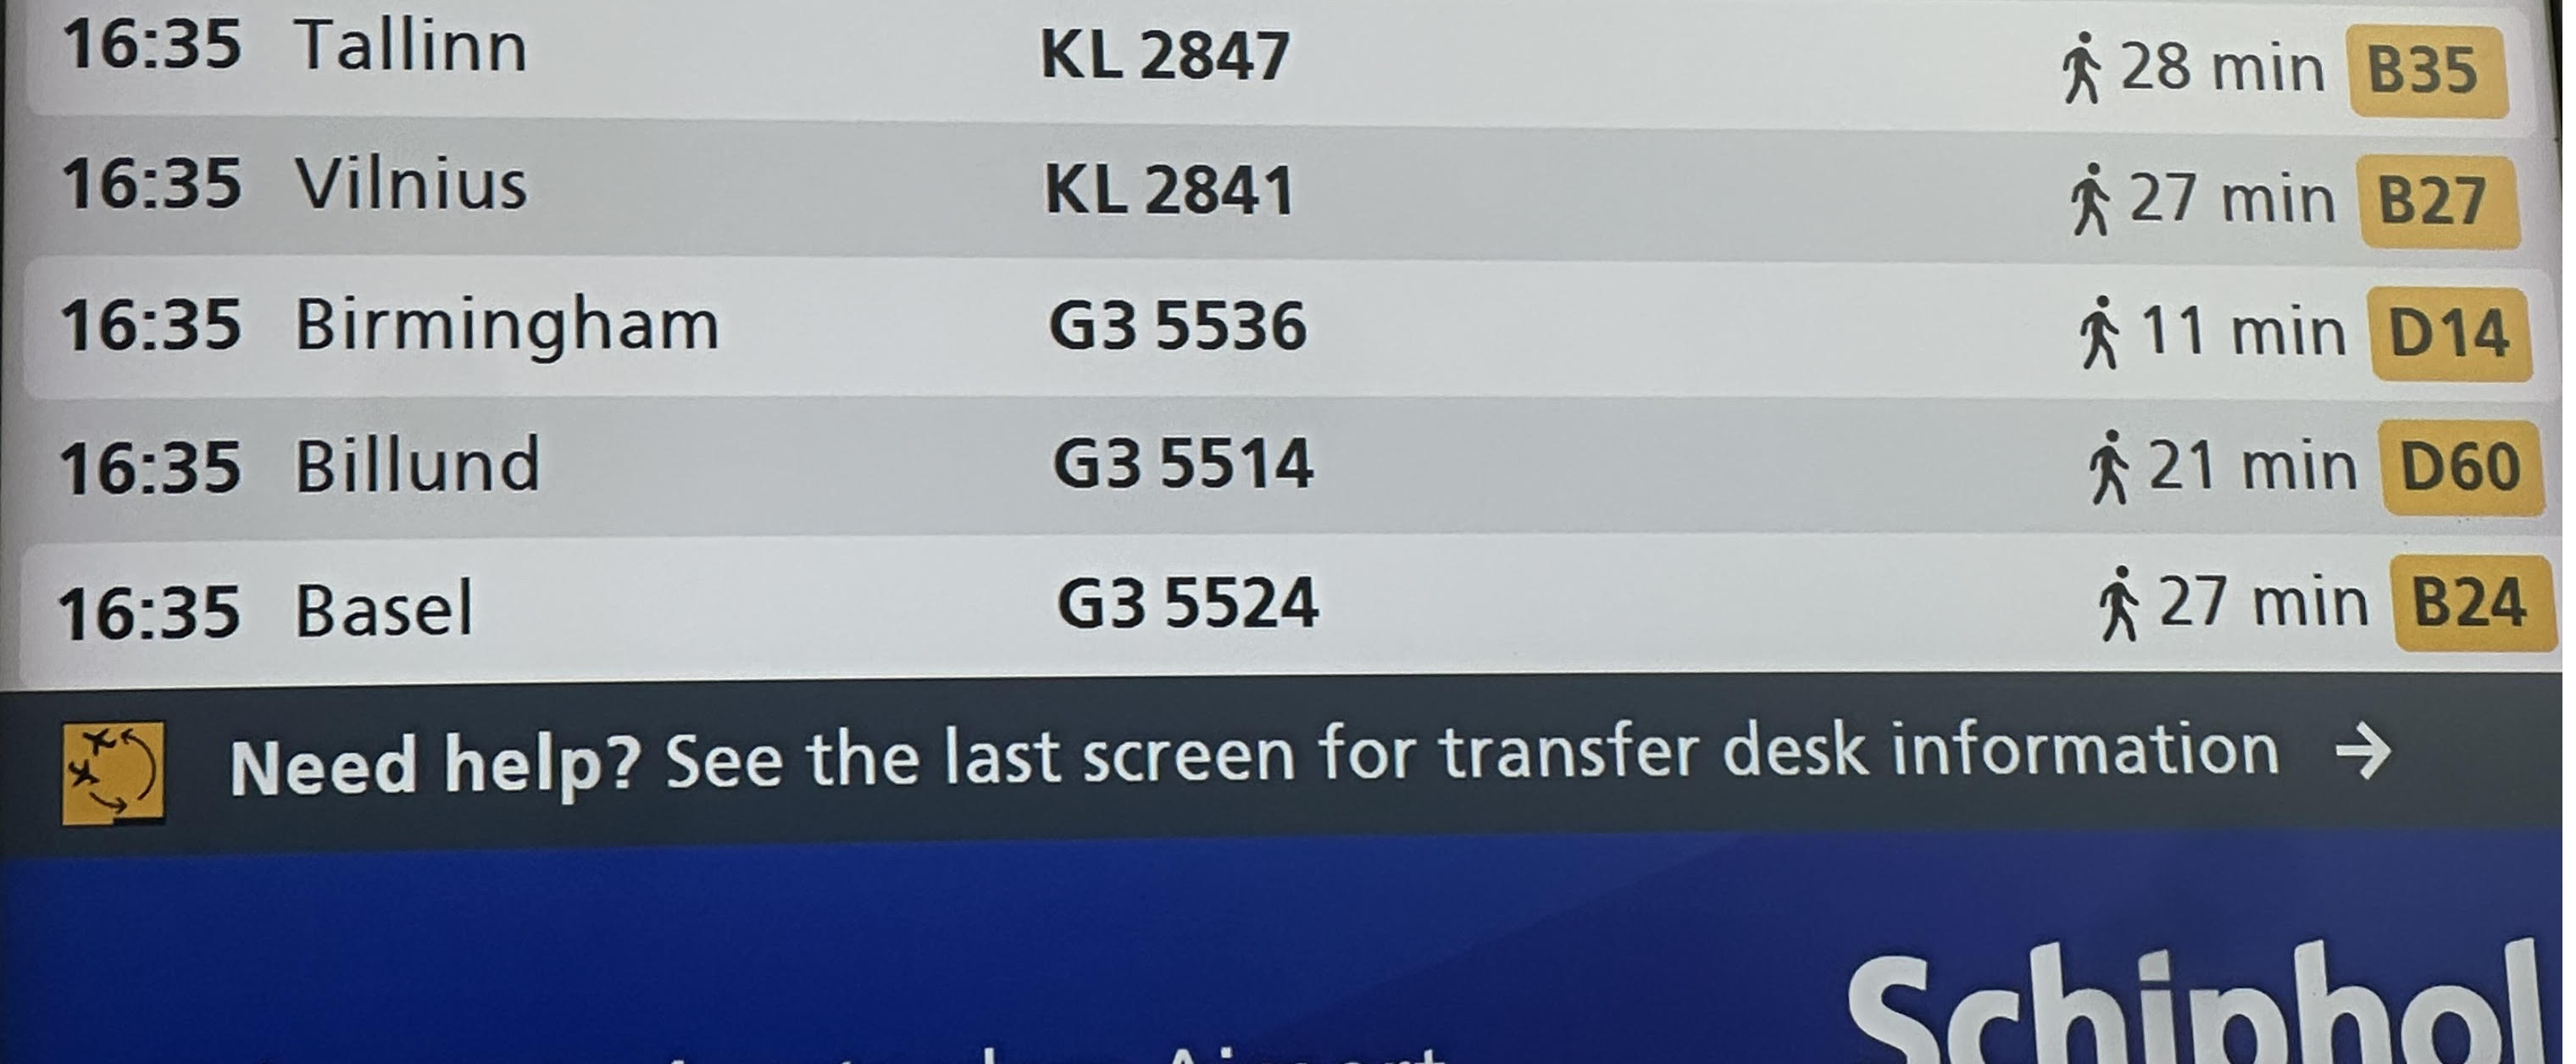 16:35 Tallinn KL 2847 28 min B35
16:35 Vilnius KL 2841 27 min B27
16:35 Birmingham G3 5536 11 min D14
16:35 Billund G3 5514 21 min D60
16:35 Basel G3 5524 27 min B24
Need help? See the last screen for transfer desk information →
Schiphol
Airport